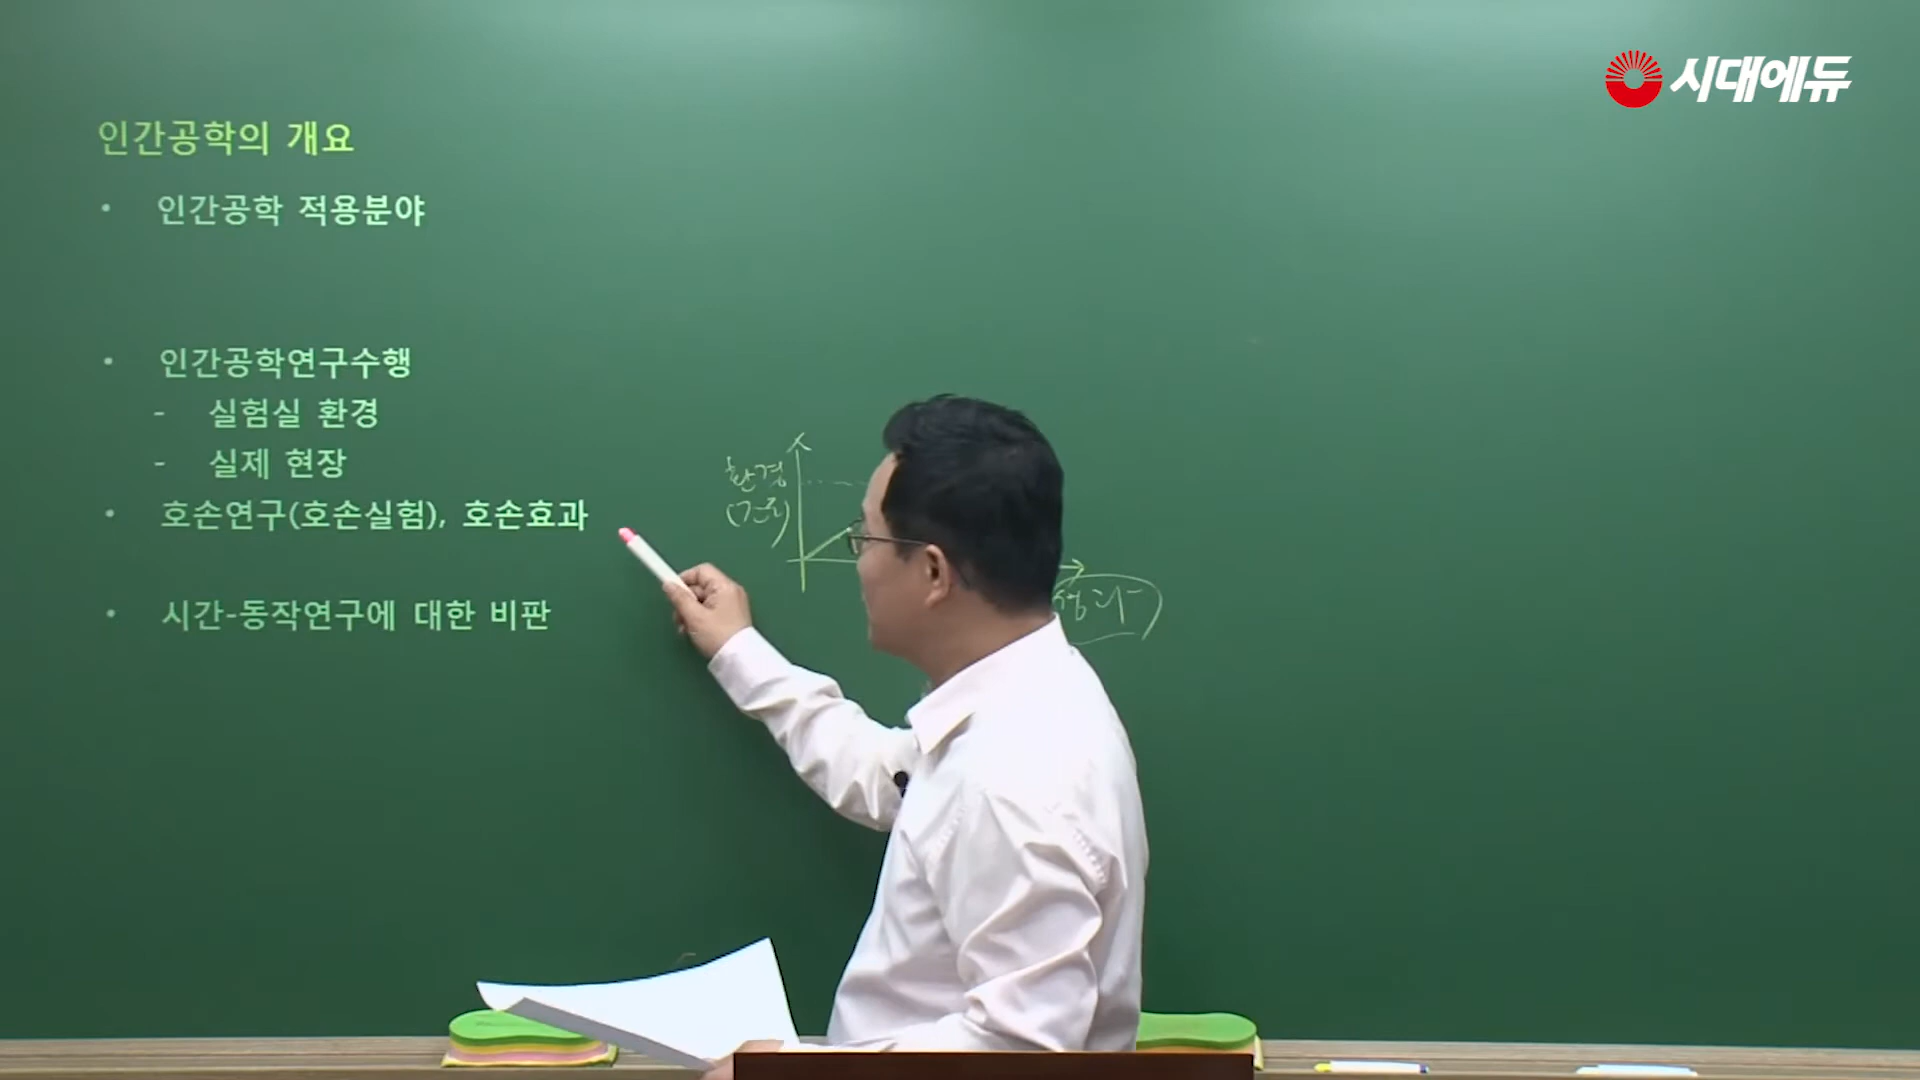 시대에듀
인간공학의 개요
• 인간공학 적용분야
• 인간공학연구수행
- 실험실 환경
- 실제 현장
• 호손연구(호손실험), 호손효과
• 시간-동작연구에 대한 비판
환경